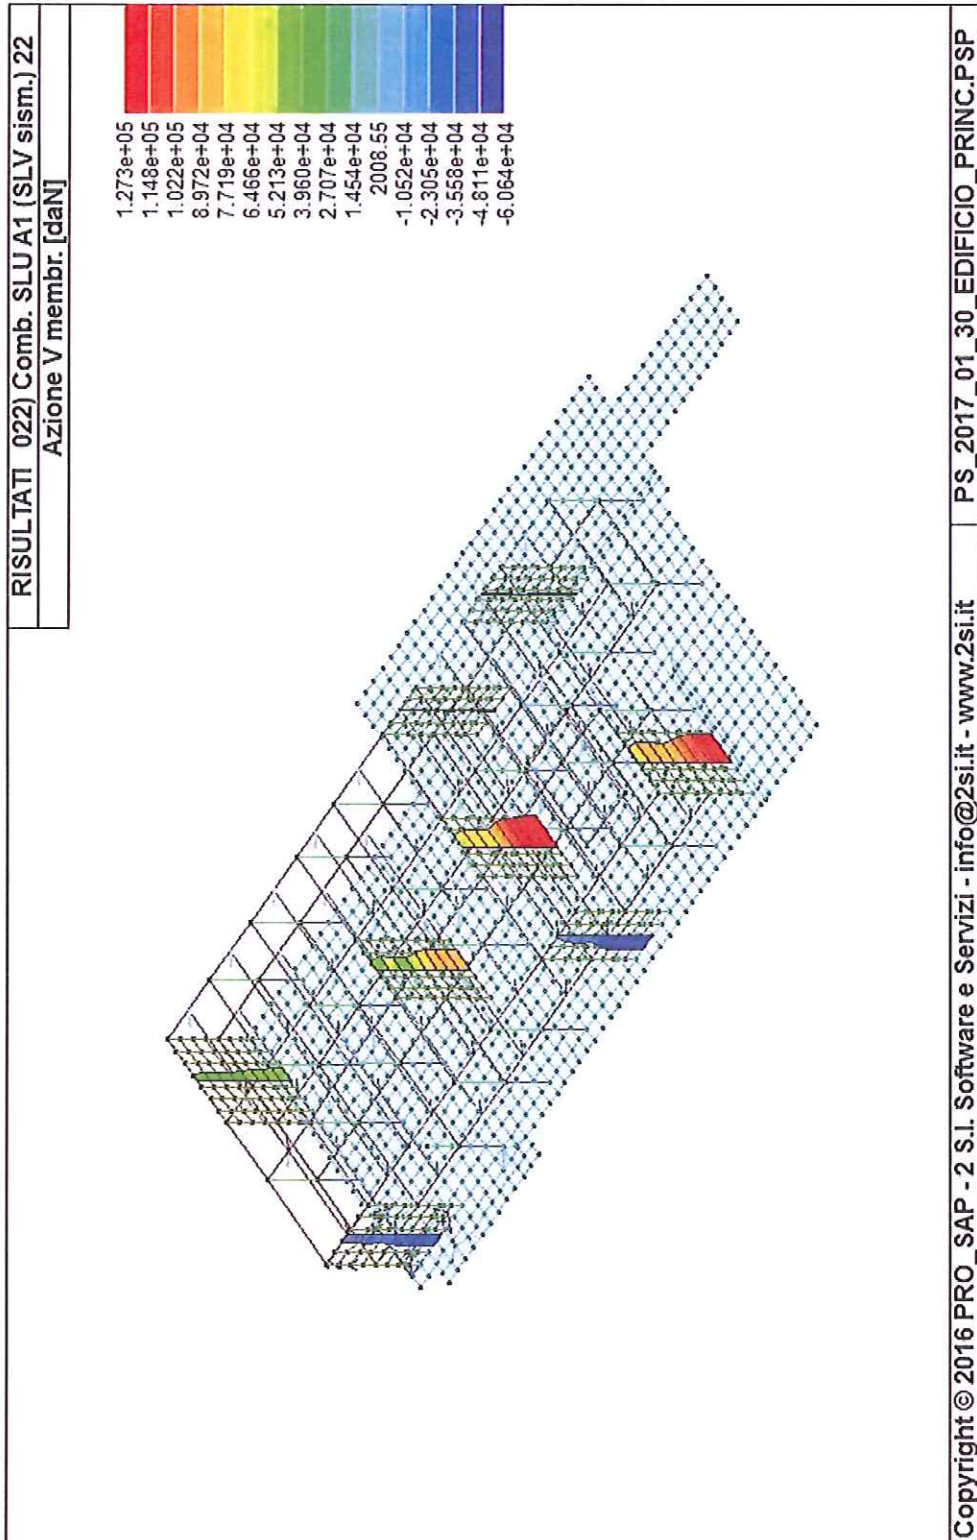 RISULTATI 022) Comb. SLU A1 (SLV sism.) 22
Azione V membr. [daN]
1.273e+05
1.148e+05
1.022e+05
8.972e+04
7.719e+04
6.466e+04
5.213e+04
3.960e+04
2.707e+04
1.454e+04
2008.55
-1.052e+04
-2.305e+04
-3.558e+04
-4.811e+04
-6.064e+04
Copyright © 2016 PRO_SAP - 2 S.I. Software e Servizi - info@2si.it - www.2si.it
PS_2017_01_30_EDIFICIO_PRINC.PSP